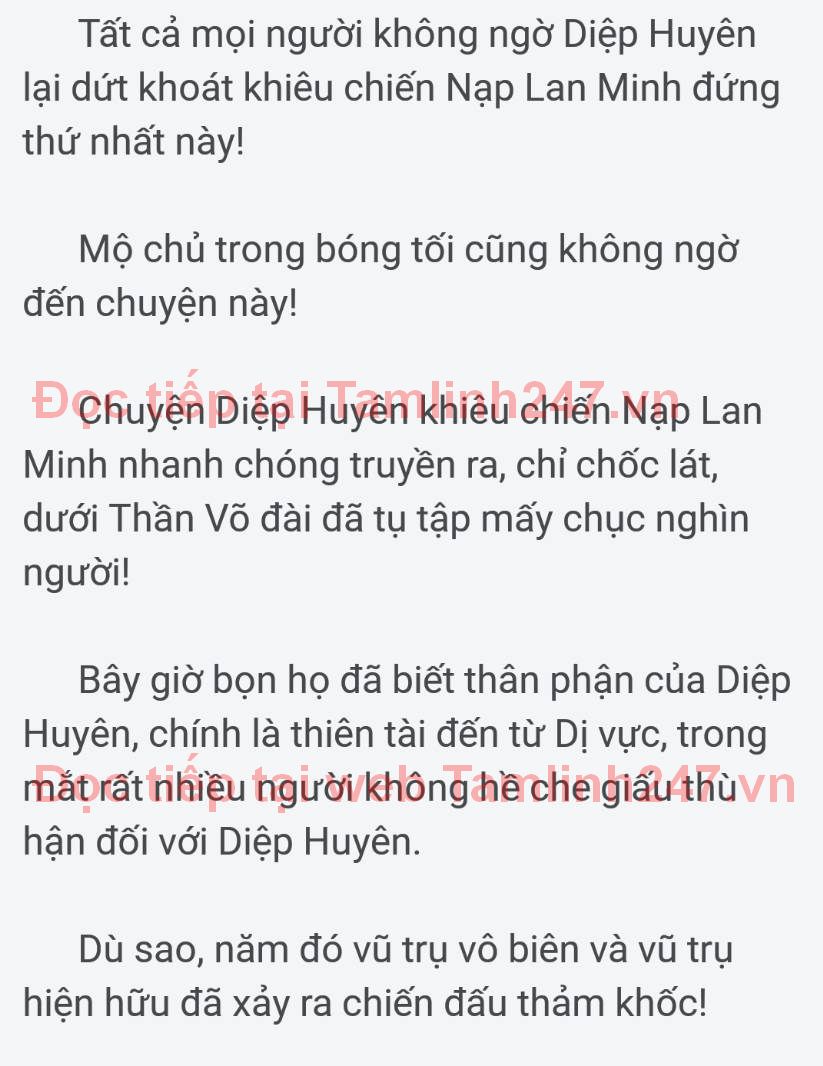 Tất cả mọi người không ngờ Diệp Huyên
lại dứt khoát khiêu chiến Nạp Lan Minh đứng
thứ nhất này!
Mộ chủ trong bóng tối cũng không ngờ
đến chuyện này!
Đọc tiếp tại Tamlinh247.vn
Chuyện Diệp Huyên khiêu chiến Nạp Lan
Minh nhanh chóng truyền ra, chỉ chốc lát,
dưới Thần Võ đài đã tụ tập mấy chục nghìn
người!
Bây giờ bọn họ đã biết thân phận của Diệp
Huyên, chính là thiên tài đến từ Dị vực, trong
Đọc tiếp tại web Tamlinh247.vn
mắt rất nhiều người không hề che giấu thù
hận đối với Diệp Huyên.
Dù sao, năm đó vũ trụ vô biên và vũ trụ
hiện hữu đã xảy ra chiến đấu thảm khốc!